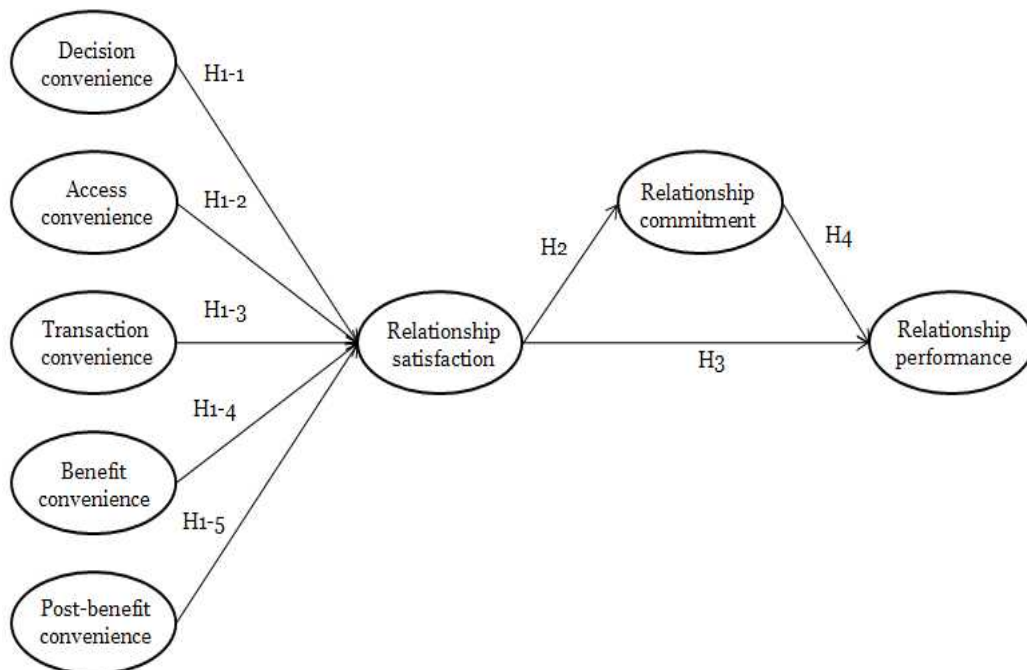 Decision
convenience
H1-1
Access
convenience
H1-2
Transaction
convenience
H1-3
Benefit
convenience
H1-4
Post-benefit
convenience
H1-5
Relationship
satisfaction
H2
Relationship
commitment
H3
H4
Relationship
performance